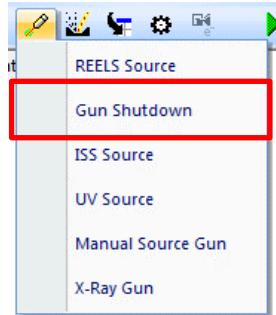 REELS Source
Gun Shutdown
ISS Source
UV Source
Manual Source Gun
X-Ray Gun